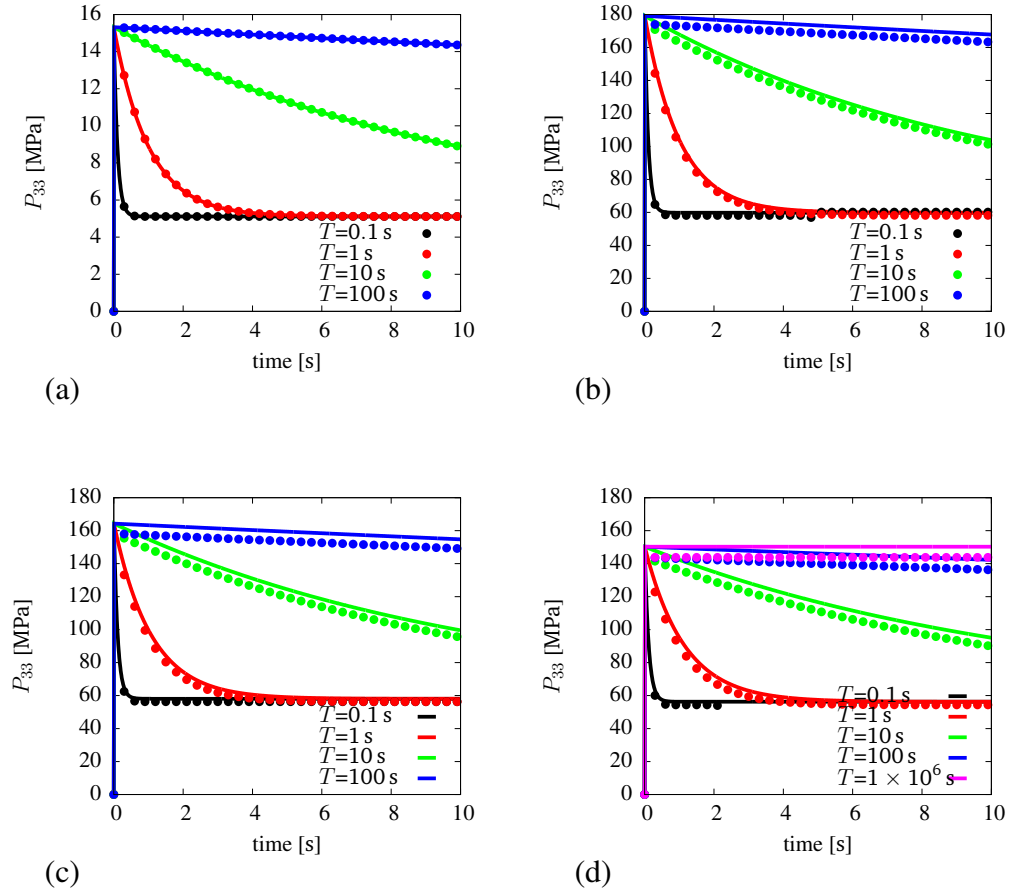 16
14
12
10
8
6
4
2
0
P₃₃ [MPa]
T=0.1 s
T=1 s
T=10 s
T=100 s
0 2 4 6 8 10
time [s]
(a)
180
160
140
120
100
80
60
40
20
0
P₃₃ [MPa]
T=0.1 s
T=1 s
T=10 s
T=100 s
0 2 4 6 8 10
time [s]
(b)
180
160
140
120
100
80
60
40
20
0
P₃₃ [MPa]
T=0.1 s
T=1 s
T=10 s
T=100 s
0 2 4 6 8 10
time [s]
(c)
180
160
140
120
100
80
60
40
20
0
P₃₃ [MPa]
T=0.1 s
T=1 s
T=10 s
T=100 s
T=1 × 10⁶ s
0 2 4 6 8 10
time [s]
(d)